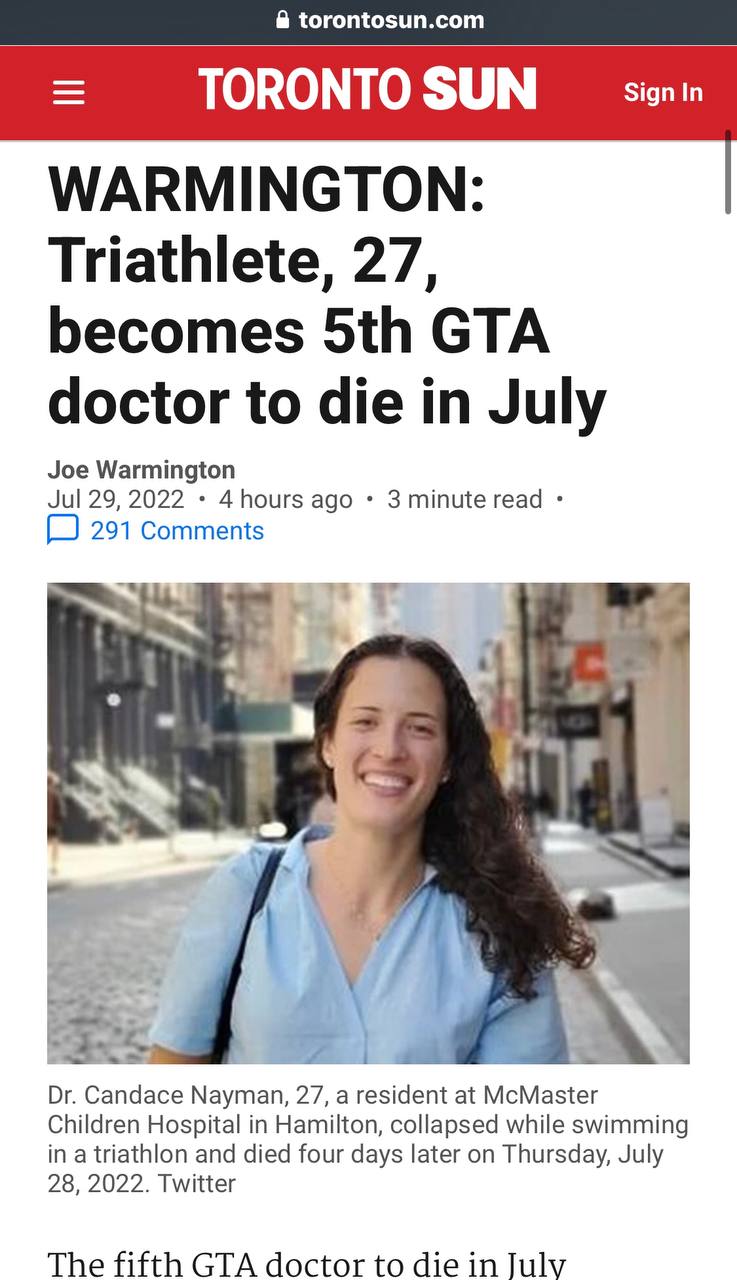 torontosun.com
TORONTO SUN
Sign In
WARMINGTON:
Triathlete, 27,
becomes 5th GTA
doctor to die in July
Joe Warmington
Jul 29, 2022 • 4 hours ago • 3 minute read •
291 Comments
Dr. Candace Nayman, 27, a resident at McMaster
Children Hospital in Hamilton, collapsed while swimming
in a triathlon and died four days later on Thursday, July
28, 2022. Twitter
The fifth GTA doctor to die in July